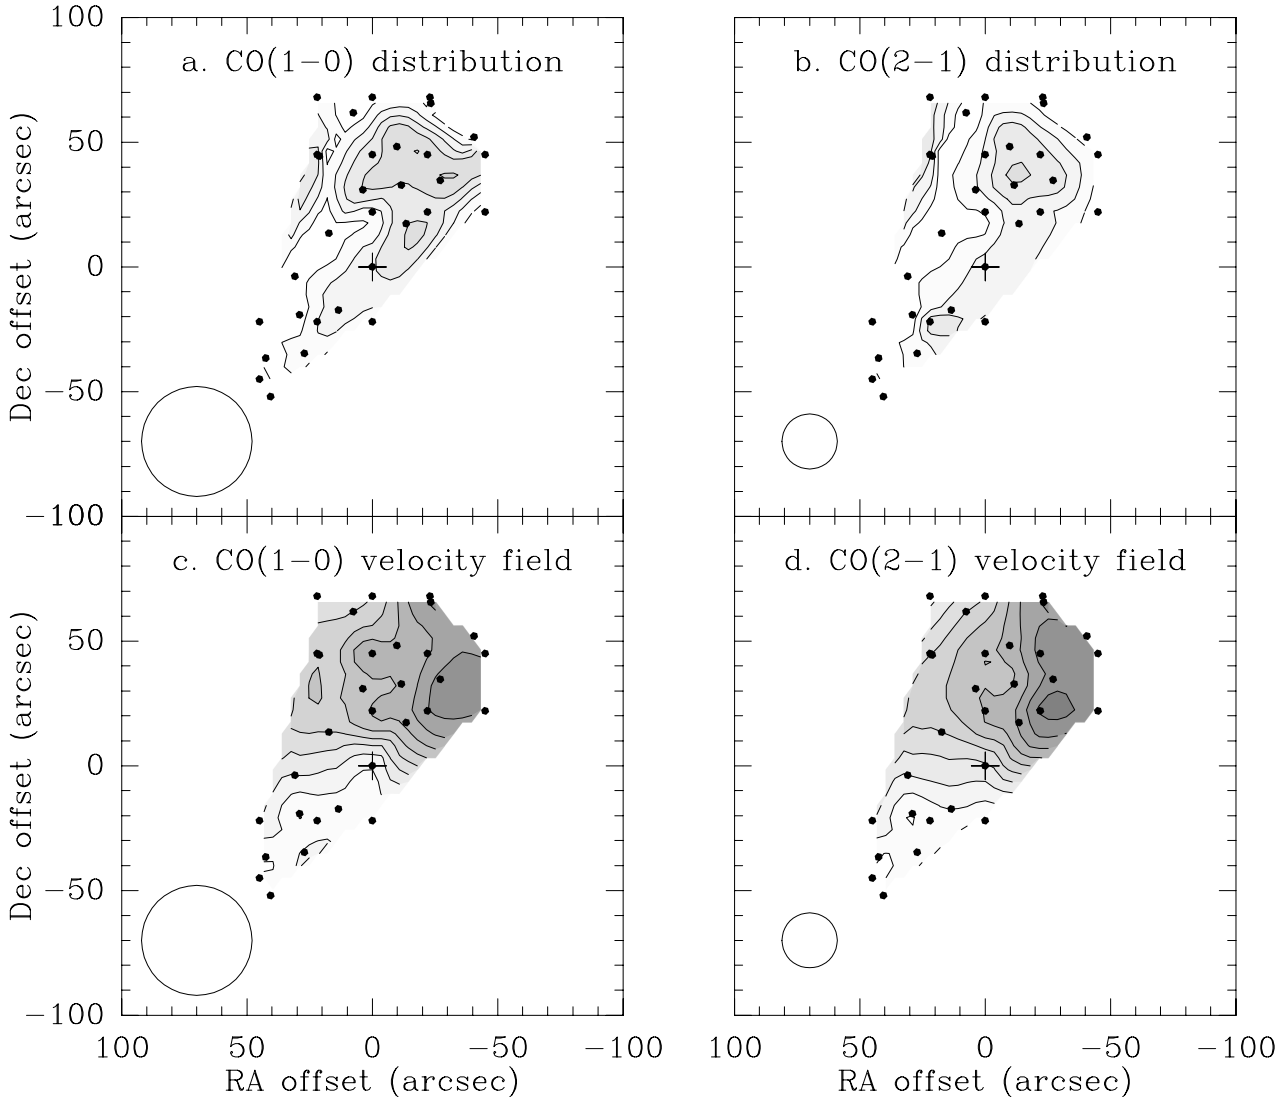 a. CO(1−0) distribution
b. CO(2−1) distribution
100
50
0
−50
−100
Dec offset (arcsec)
c. CO(1−0) velocity field
d. CO(2−1) velocity field
50
0
−50
−100
Dec offset (arcsec)
100 50 0 −50 −100
100 50 0 −50 −100
RA offset (arcsec)
RA offset (arcsec)